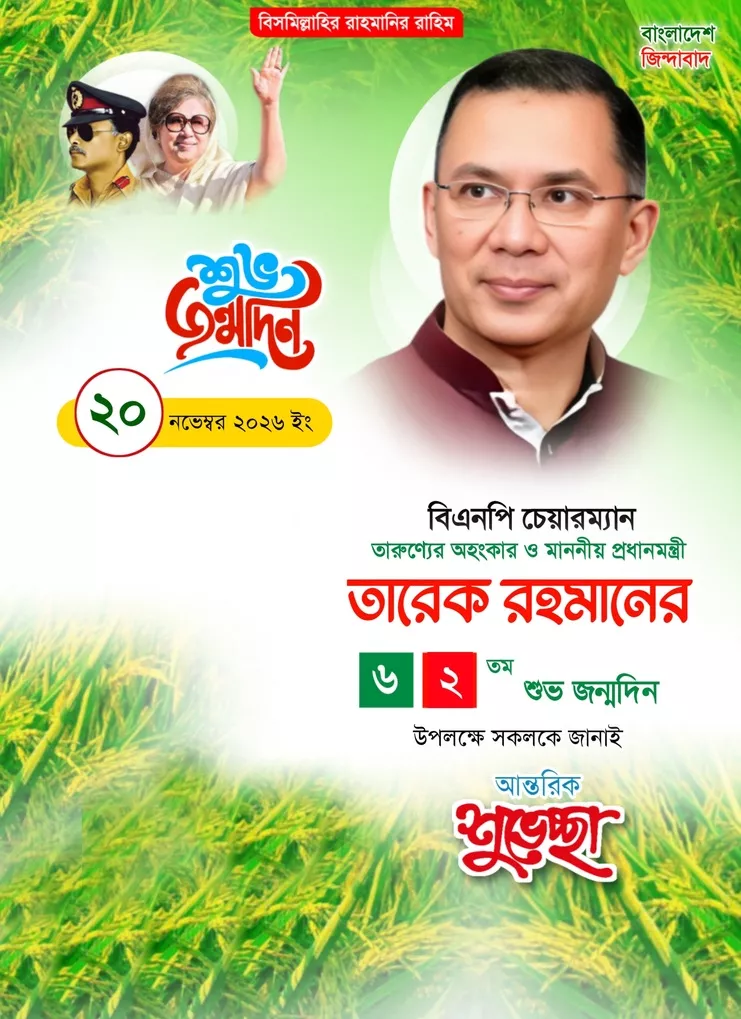 বিসমিল্লাহির রাহমানির রাহিম
বাংলাদেশ
জিন্দাবাদ
শুভ
জন্মদিন
২০
নভেম্বর ২০২৬ ইং
বিএনপি চেয়ারম্যান
তারুণ্যের অহংকার ও মাননীয় প্রধানমন্ত্রী
তারেক রহমানের
৬ ২ তম
শুভ জন্মদিন
উপলক্ষে সকলকে জানাই
আন্তরিক
শুভেচ্ছা